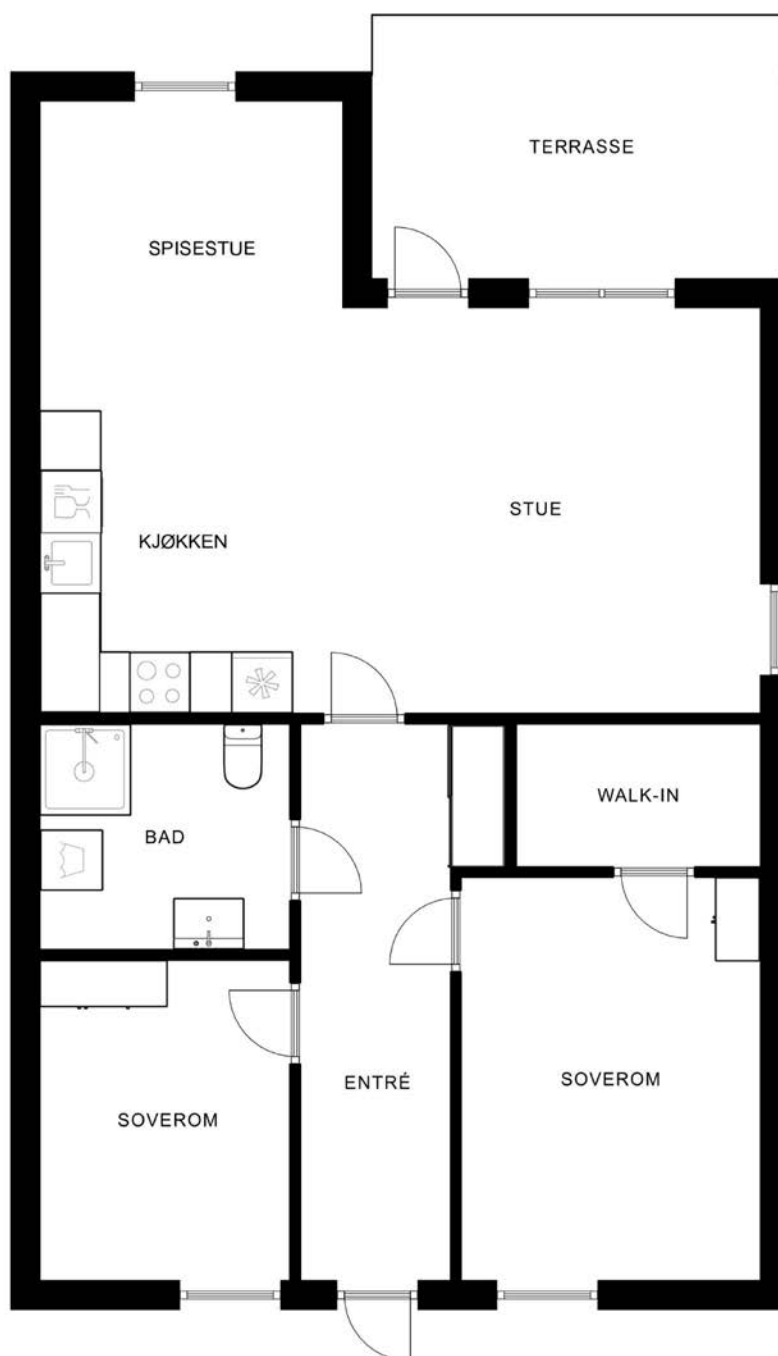 TERRASSE
SPISESTUE
STUE
KJØKKEN
WALK-IN
BAD
SOVEROM
ENTRÉ
SOVEROM